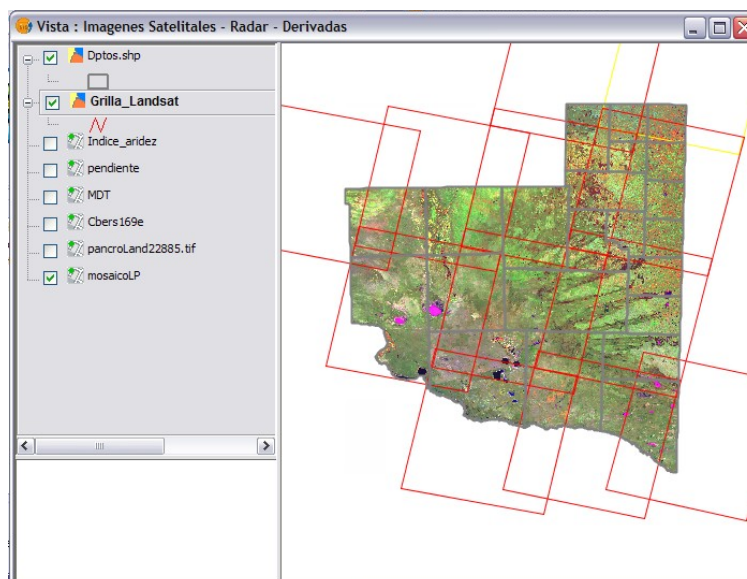 Vista : Imagenes Satelitales - Radar - Derivadas
Dptos.shp
Grilla_Landsat
Indice_aridez
pendiente
MDT
Cbers169e
pancroLand22885.tif
mosaicoLP